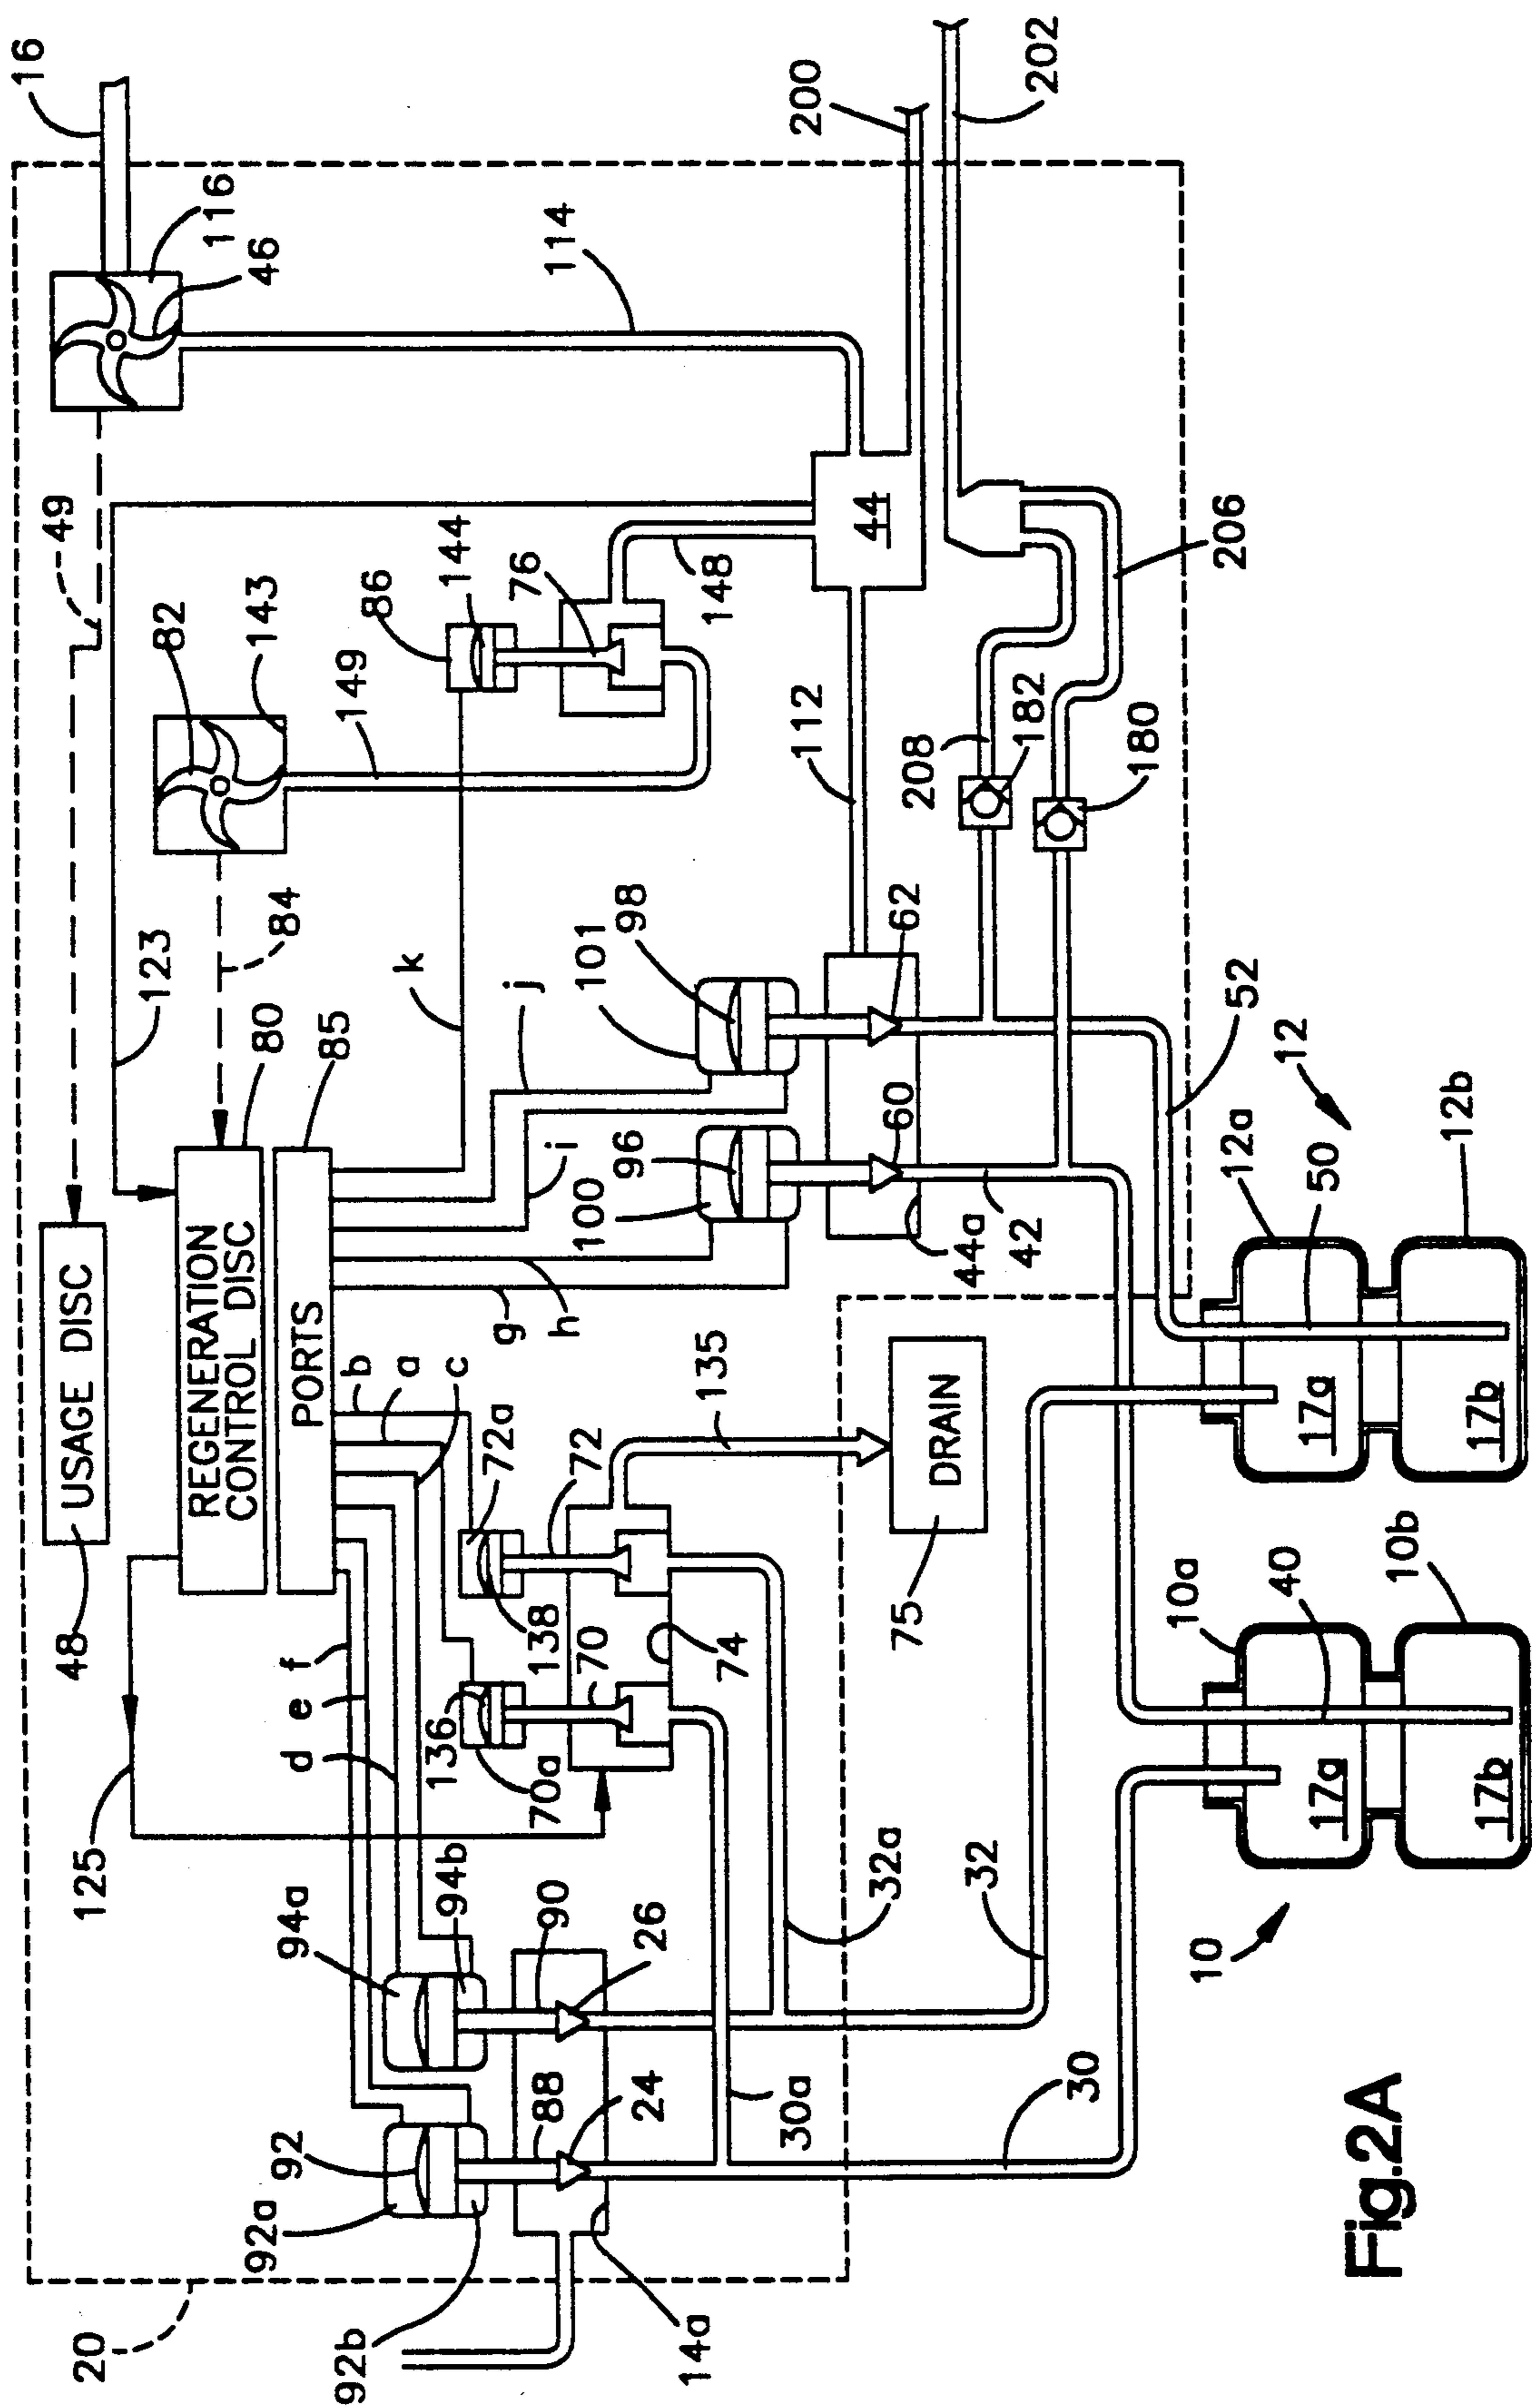 16
116
46
49
82
143
114
200
202
123
84
149
86
144
76
148
44
206
48
USAGE DISC
REGENERATION
CONTROL DISC
80
PORTS
85
k
j
i
g
h
101
98
100
96
62
60
112
208
182
180
44a
42
52
125
f
e
d
b
a
c
72a
72
135
136
138
70a
70
74
75
DRAIN
12
12a
50
12b
17a
17b
94a
94b
90
26
32a
32
10a
40
10b
17a
17b
10
20
92a
92
92b
88
24
14a
30a
30
Fig.2A